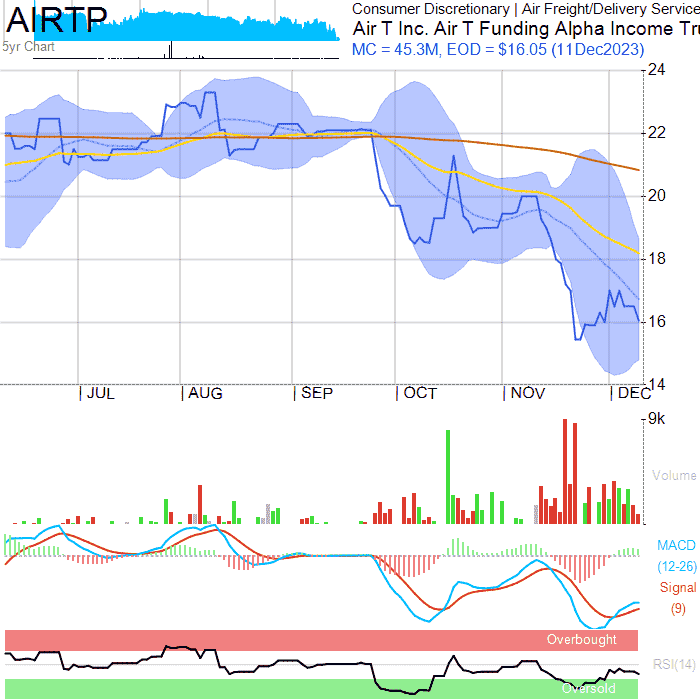 AIRTP
5yr Chart
Consumer Discretionary | Air Freight/Delivery Service
Air T Inc. Air T Funding Alpha Income Tru
MC = 45.3M, EOD = $16.05 (11Dec2023)
24
22
20
18
16
14
| JUL | AUG | SEP | OCT | NOV | DEC
9k
Volume
MACD
(12-26)
Signal
(9)
Overbought
RSI(14)
Oversold